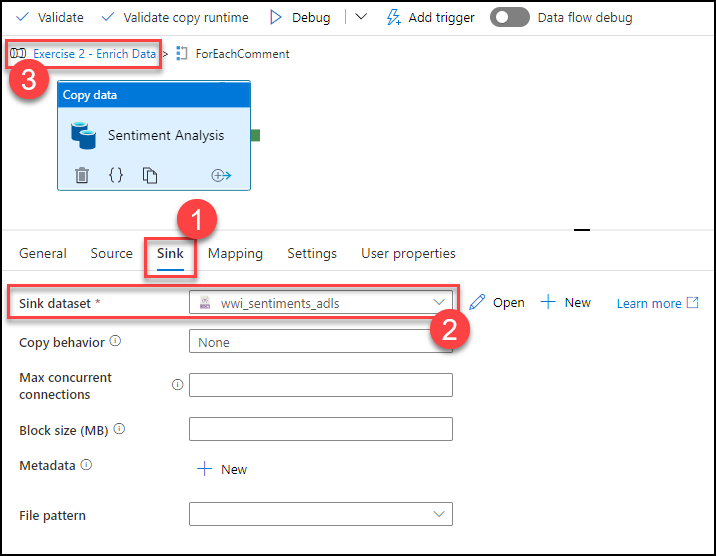 Validate Validate copy runtime Debug Add trigger Data flow debug
Exercise 2 - Enrich Data > ForEachComment
3
Copy data
Sentiment Analysis
{}
1
General Source Sink Mapping Settings User properties
Sink dataset * wwi_sentiments_adls Open New Learn more
2
Copy behavior None
Max concurrent
connections
Block size (MB)
Metadata New
File pattern